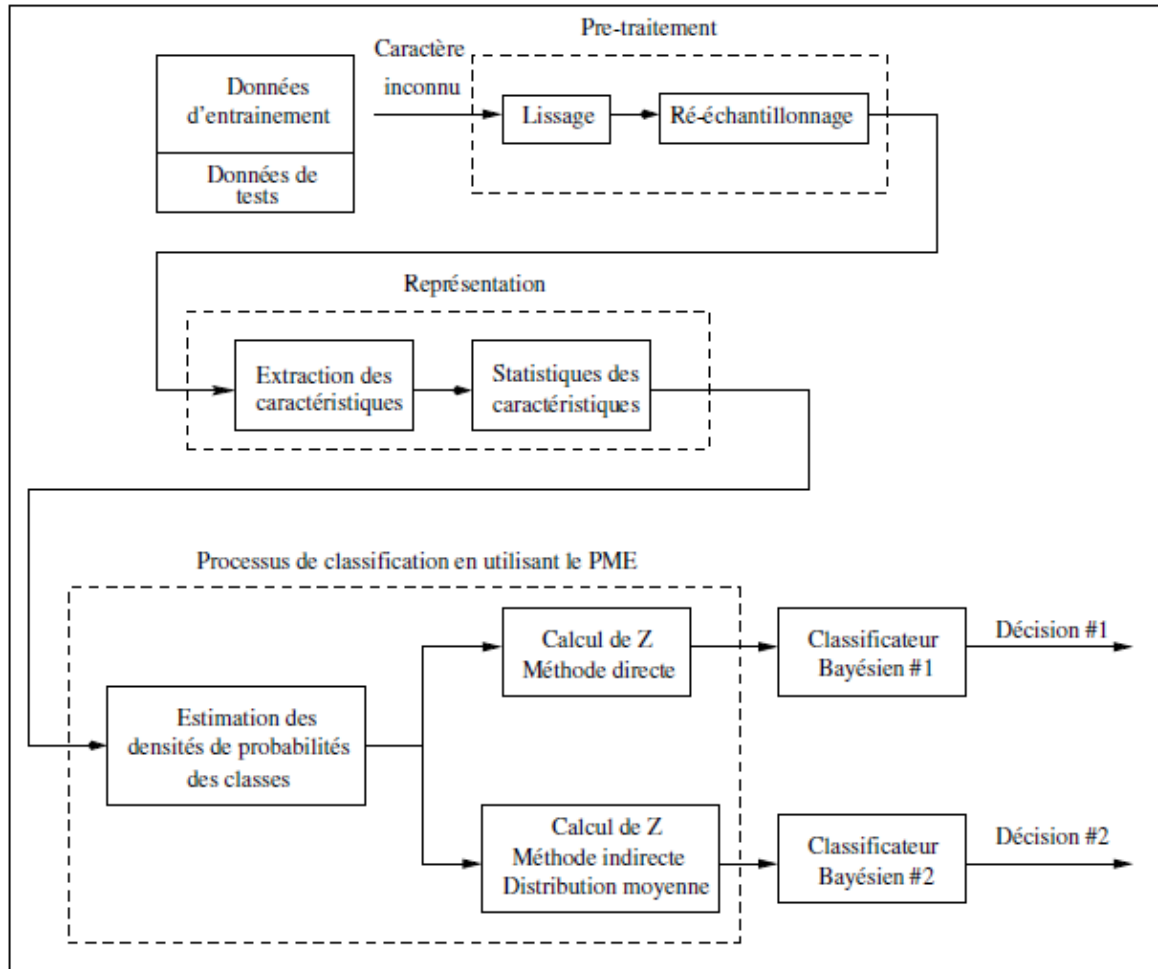 Pre-traitement
Caractère
inconnu
Données
d'entrainement
Données de
tests
Lissage
Ré-échantillonnage
Représentation
Extraction des
caractéristiques
Statistiques des
caractéristiques
Processus de classification en utilisant le PME
Estimation des
densités de probabilités
des classes
Calcul de Z
Méthode directe
Classificateur
Bayésien #1
Décision #1
Calcul de Z
Méthode indirecte
Distribution moyenne
Classificateur
Bayésien #2
Décision #2